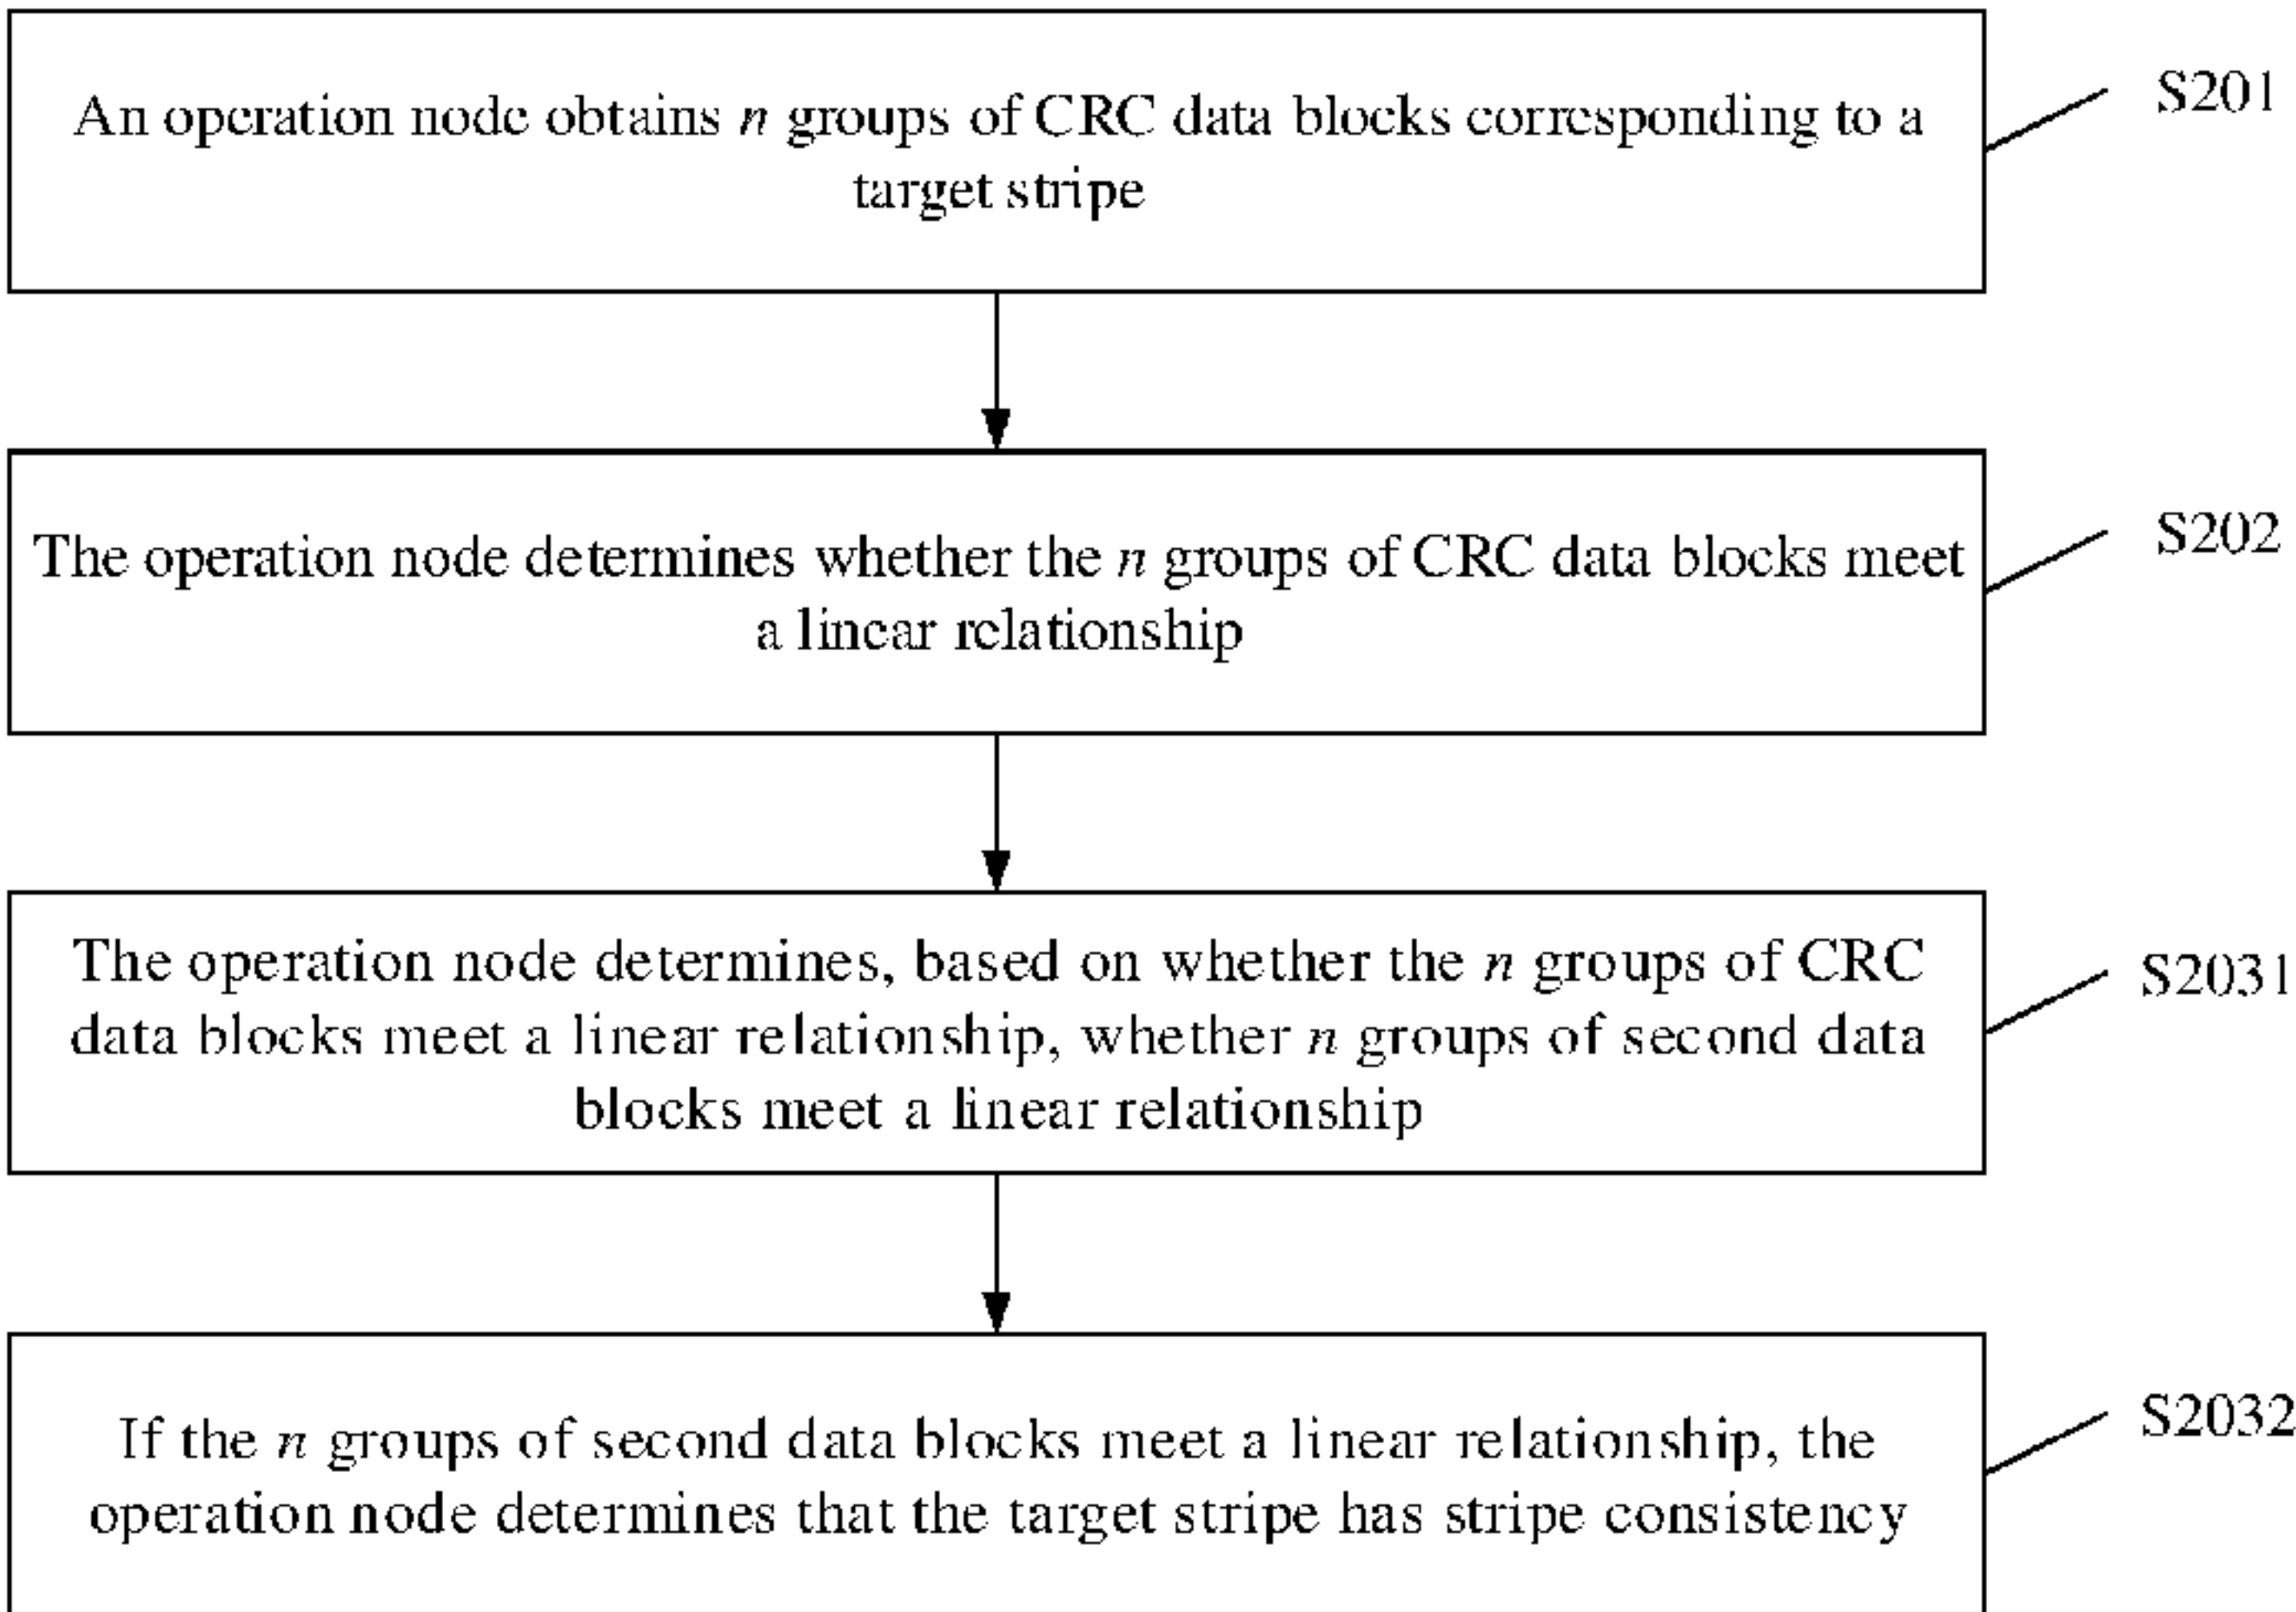 An operation node obtains n groups of CRC data blocks corresponding to a
target stripe
S201
The operation node determines whether the n groups of CRC data blocks meet
a linear relationship
S202
The operation node determines, based on whether the n groups of CRC
data blocks meet a linear relationship, whether n groups of second data
blocks meet a linear relationship
S2031
If the n groups of second data blocks meet a linear relationship, the
operation node determines that the target stripe has stripe consistency
S2032